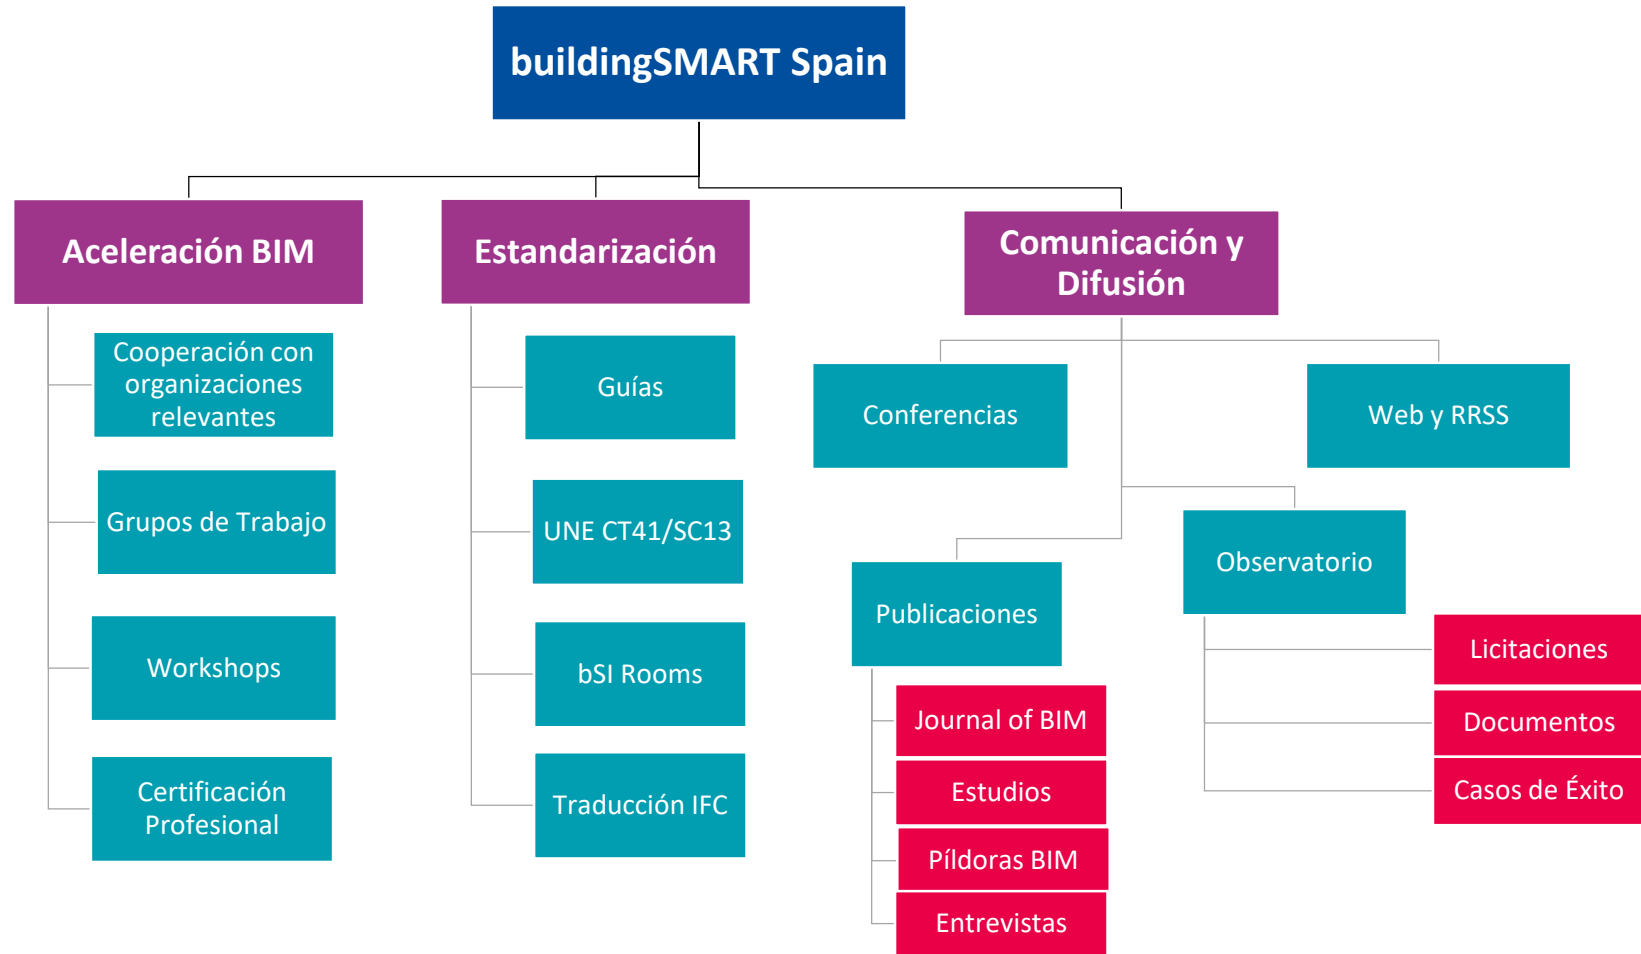 buildingSMART Spain
Aceleración BIM
Cooperación con
organizaciones
relevantes
Grupos de Trabajo
Workshops
Certificación
Profesional
Estandarización
Guías
UNE CT41/SC13
bSI Rooms
Traducción IFC
Comunicación y
Difusión
Conferencias
Web y RRSS
Publicaciones
Journal of BIM
Estudios
Píldoras BIM
Entrevistas
Observatorio
Licitaciones
Documentos
Casos de Éxito